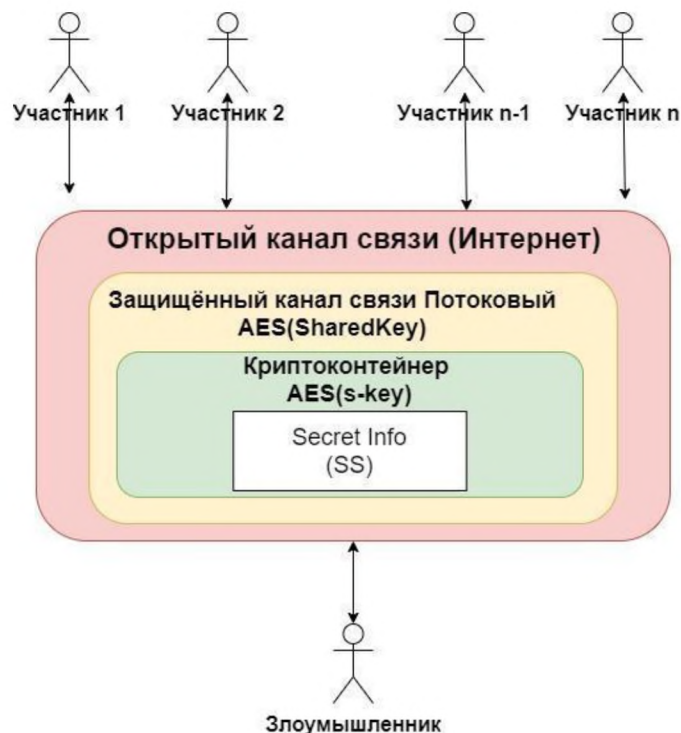 Участник 1
Участник 2
Участник n-1
Участник n
Открытый канал связи (Интернет)
Защищённый канал связи Потоковый
AES(SharedKey)
Криптоконтейнер
AES(s-key)
Secret Info
(SS)
Злоумышленник